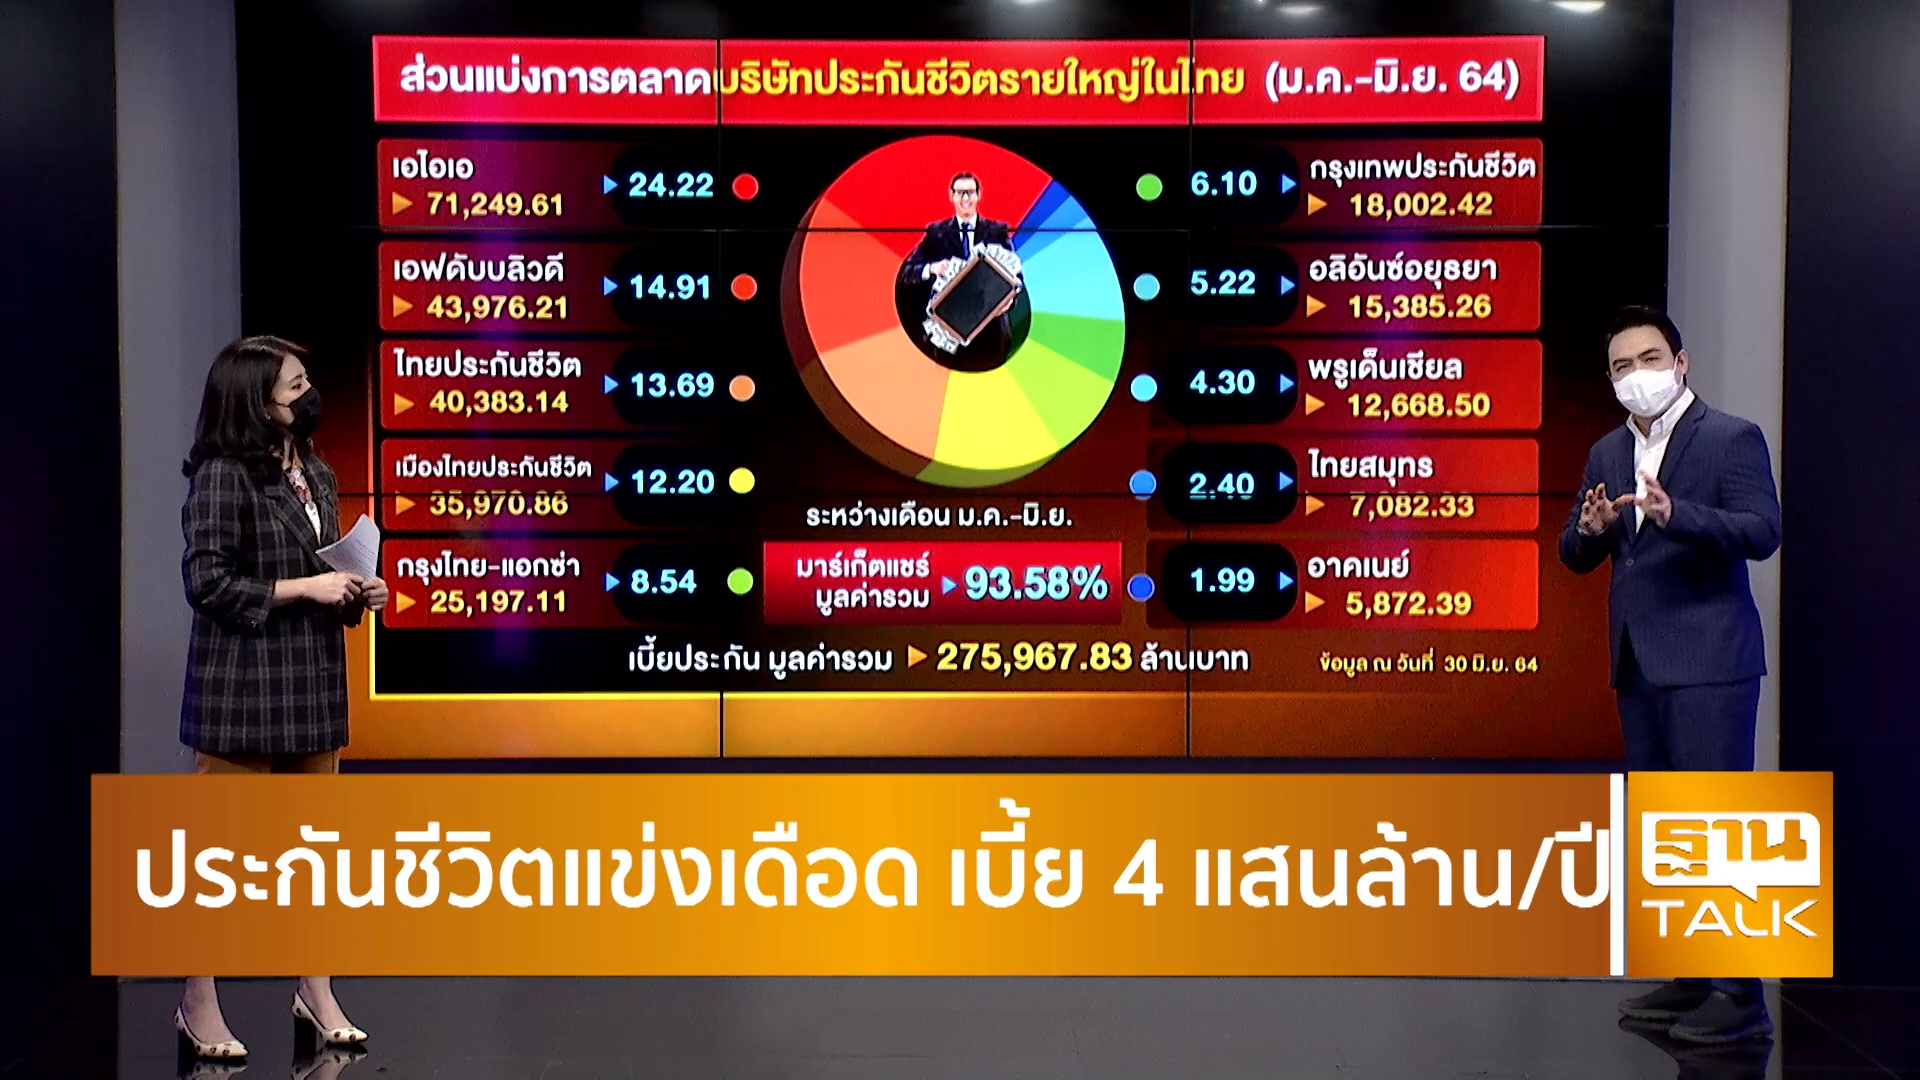 ส่วนแบ่งการตลาดบริษัทประกันชีวิตรายใหญ่ในไทย (ม.ค.-มิ.ย. 64)
เอไอเอ
71,249.61
24.22
เอฟดับบลิวดี
43,976.21
14.91
ไทยประกันชีวิต
40,383.14
13.69
เมืองไทยประกันชีวิต
35,970.86
12.20
กรุงไทย-แอกซ่า
25,197.11
8.54
6.10
กรุงเทพประกันชีวิต
18,002.42
5.22
อลิอันซ์อยุธยา
15,385.26
4.30
พรูเด็นเชียล
12,668.50
2.40
ไทยสมุทร
7,082.33
1.99
อาคเนย์
5,872.39
ระหว่างเดือน ม.ค.-มิ.ย.
มาร์เก็ตแชร์
มูลค่ารวม
93.58%
เบี้ยประกัน มูลค่ารวม 275,967.83 ล้านบาท
ข้อมูล ณ วันที่ 30 มิ.ย. 64
ประกันชีวิตแข่งเดือด เบี้ย 4 แสนล้าน/ปี
ฐาน
TALK